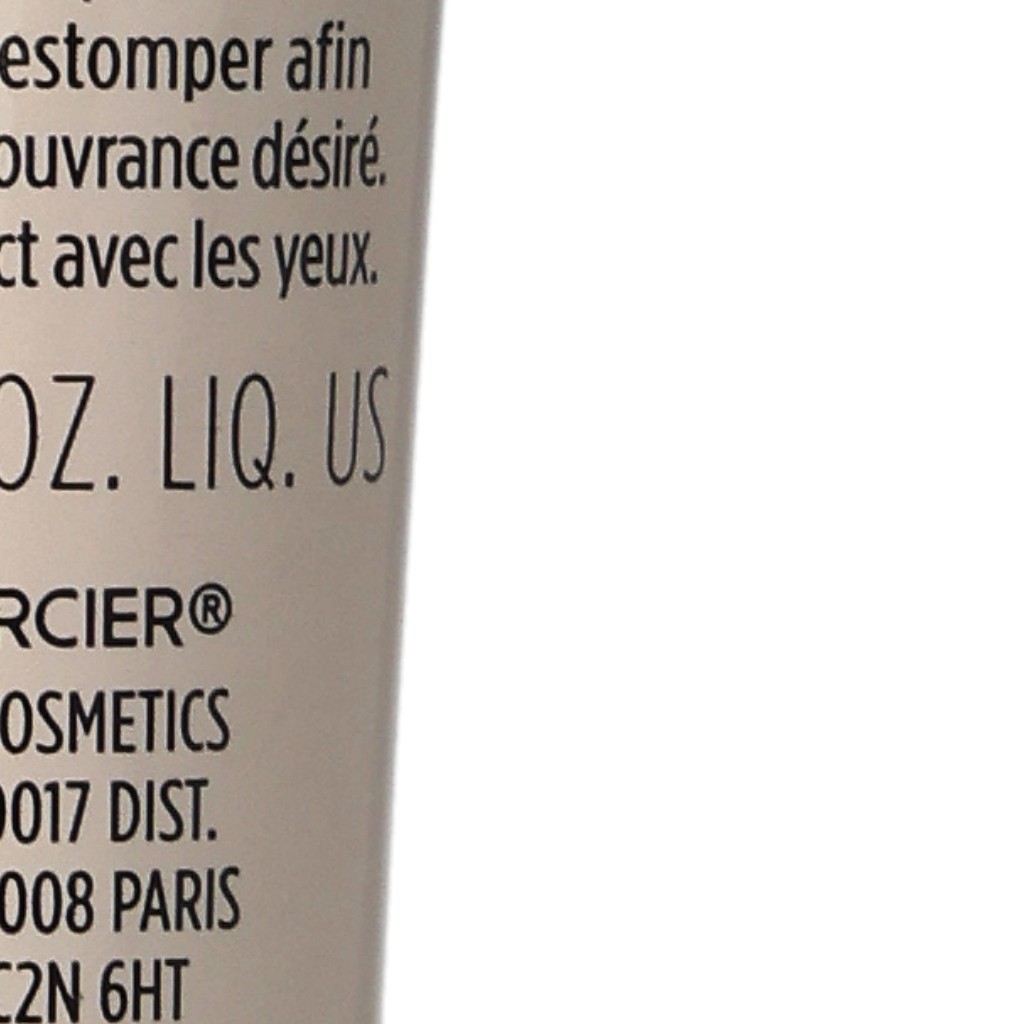 estomper afin
ouvrance désiré.
ct avec les yeux.
OZ. LIQ. US
RCIER®
OSMETICS
0017 DIST.
008 PARIS
C2N 6HT